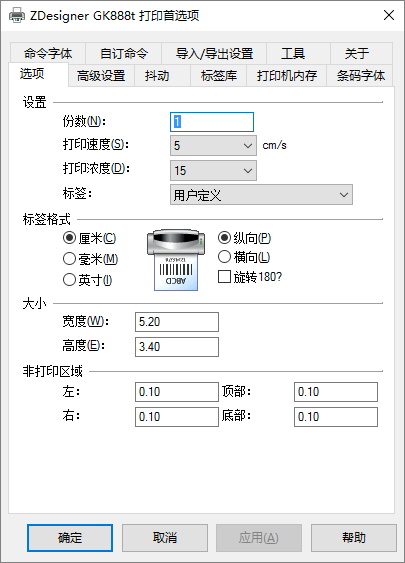 ZDesigner GK888t 打印首选项
命令字体 自订命令 导入/导出设置 工具 关于
选项 高级设置 抖动 标签库 打印机内存 条码字体
设置
份数(N): 1
打印速度(S): 5 cm/s
打印浓度(D): 15
标签: 用户定义
标签格式
厘米(C) 纵向(P)
毫米(M) 横向(L)
英寸(I) 旋转180?
12345678
ABCD
大小
宽度(W): 5.20
高度(E): 3.40
非打印区域
左: 0.10 顶部: 0.10
右: 0.10 底部: 0.10
确定 取消 应用(A) 帮助